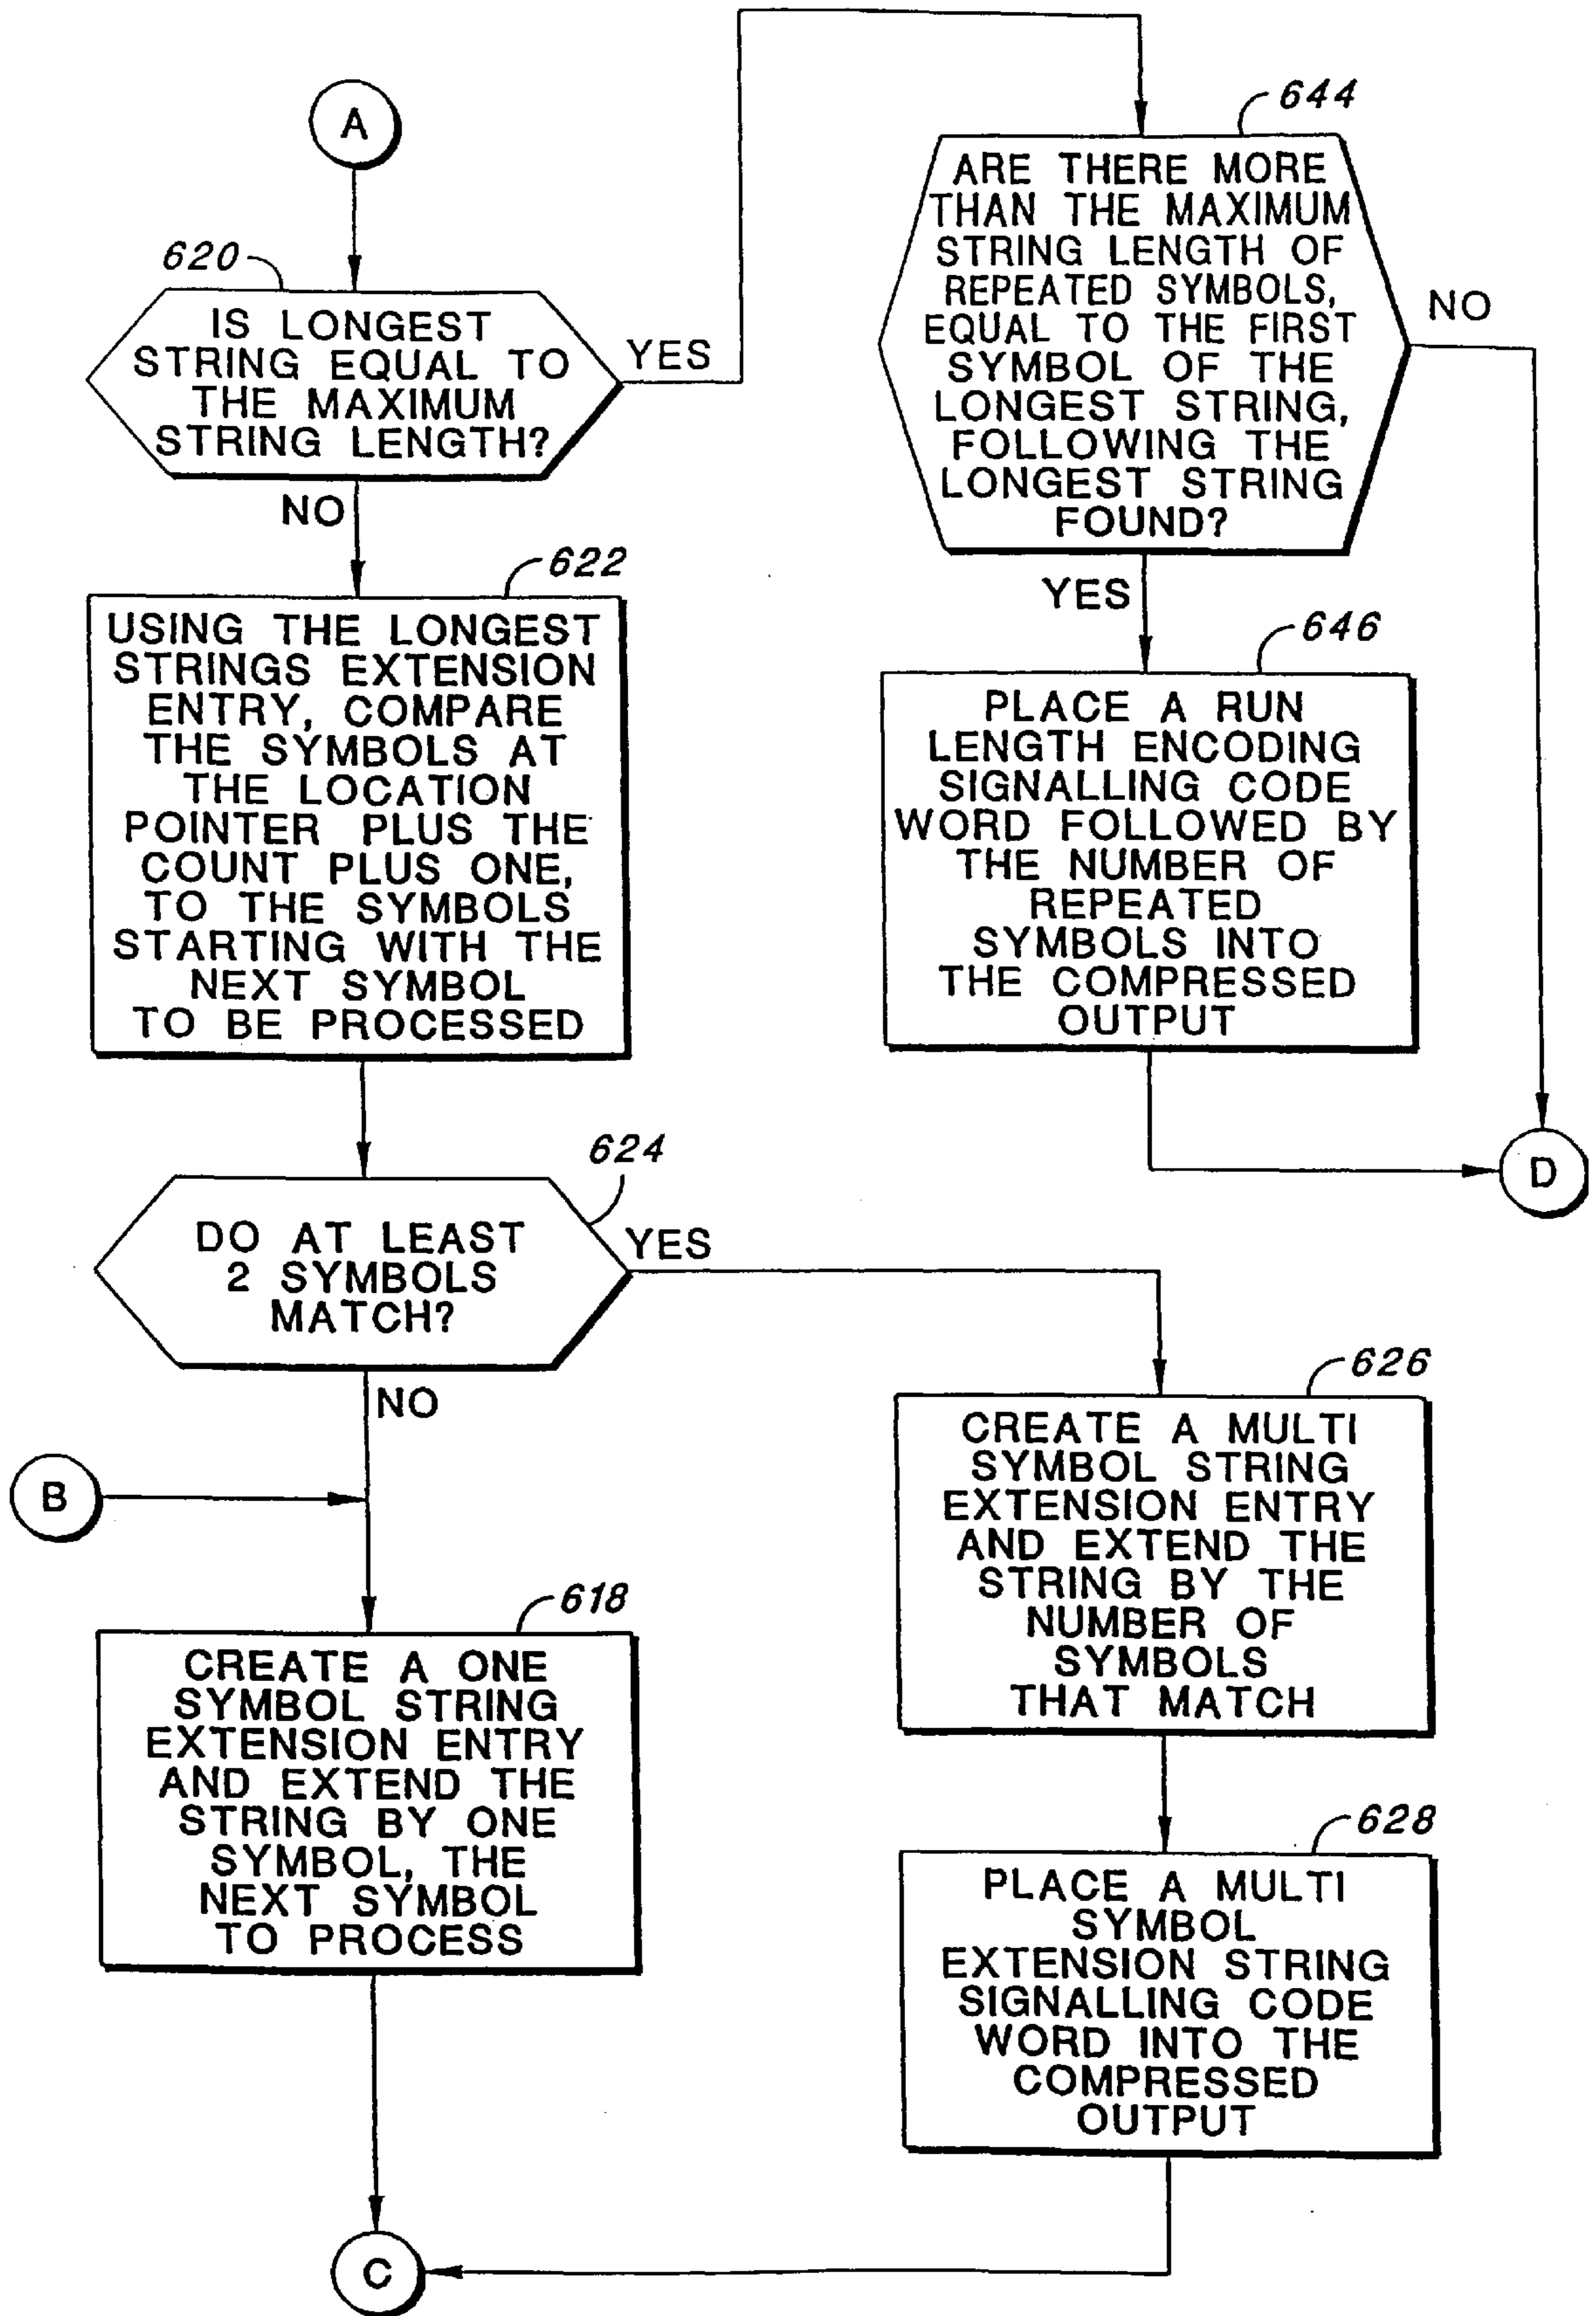 A
620
IS LONGEST
STRING EQUAL TO
THE MAXIMUM
STRING LENGTH?
YES
NO
644
ARE THERE MORE
THAN THE MAXIMUM
STRING LENGTH OF
REPEATED SYMBOLS,
EQUAL TO THE FIRST
SYMBOL OF THE
LONGEST STRING,
FOLLOWING THE
LONGEST STRING
FOUND?
NO
YES
622
USING THE LONGEST
STRINGS EXTENSION
ENTRY, COMPARE
THE SYMBOLS AT
THE LOCATION
POINTER PLUS THE
COUNT PLUS ONE,
TO THE SYMBOLS
STARTING WITH THE
NEXT SYMBOL
TO BE PROCESSED
646
PLACE A RUN
LENGTH ENCODING
SIGNALLING CODE
WORD FOLLOWED BY
THE NUMBER OF
REPEATED
SYMBOLS INTO
THE COMPRESSED
OUTPUT
D
624
DO AT LEAST
2 SYMBOLS
MATCH?
YES
NO
B
626
CREATE A MULTI
SYMBOL STRING
EXTENSION ENTRY
AND EXTEND THE
STRING BY THE
NUMBER OF
SYMBOLS
THAT MATCH
618
CREATE A ONE
SYMBOL STRING
EXTENSION ENTRY
AND EXTEND THE
STRING BY ONE
SYMBOL, THE
NEXT SYMBOL
TO PROCESS
628
PLACE A MULTI
SYMBOL
EXTENSION STRING
SIGNALLING CODE
WORD INTO THE
COMPRESSED
OUTPUT
C